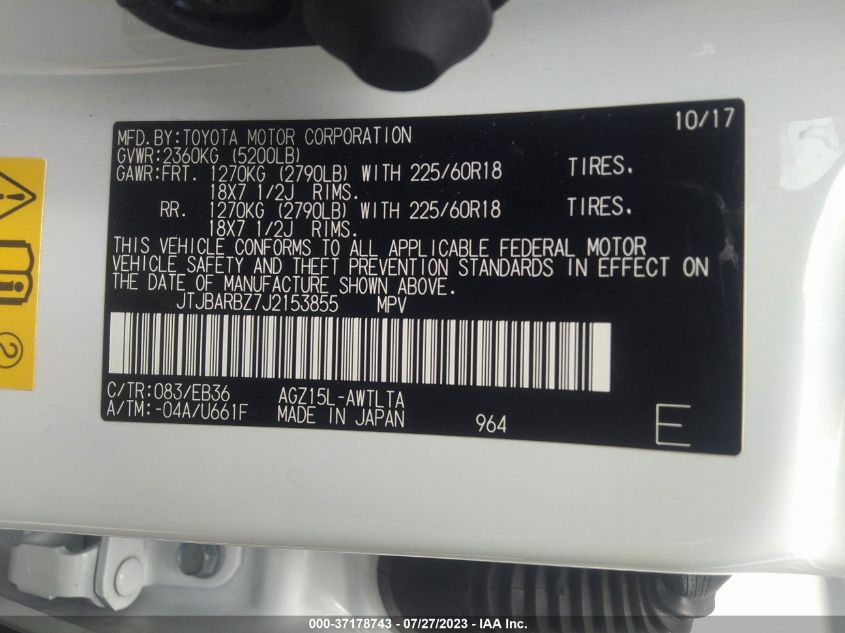 10/17
MFD.BY:TOYOTA MOTOR CORPORATION
GVWR:2360KG (5200LB)
GAWR:FRT. 1270KG (2790LB) WITH 225/60R18 TIRES.
18X7 1/2J RIMS.
RR. 1270KG (2790LB) WITH 225/60R18 TIRES.
18X7 1/2J RIMS.
THIS VEHICLE CONFORMS TO ALL APPLICABLE FEDERAL MOTOR
VEHICLE SAFETY AND THEFT PREVENTION STANDARDS IN EFFECT ON
THE DATE OF MANUFACTURE SHOWN ABOVE.
JTJBARBZ7J2153855 MPV
C/TR:083/EB36 AGZ15L-AWTLTA
A/TM:-04A/U661F MADE IN JAPAN 964 E
2
000-37178743 - 07/27/2023 - IAA Inc.